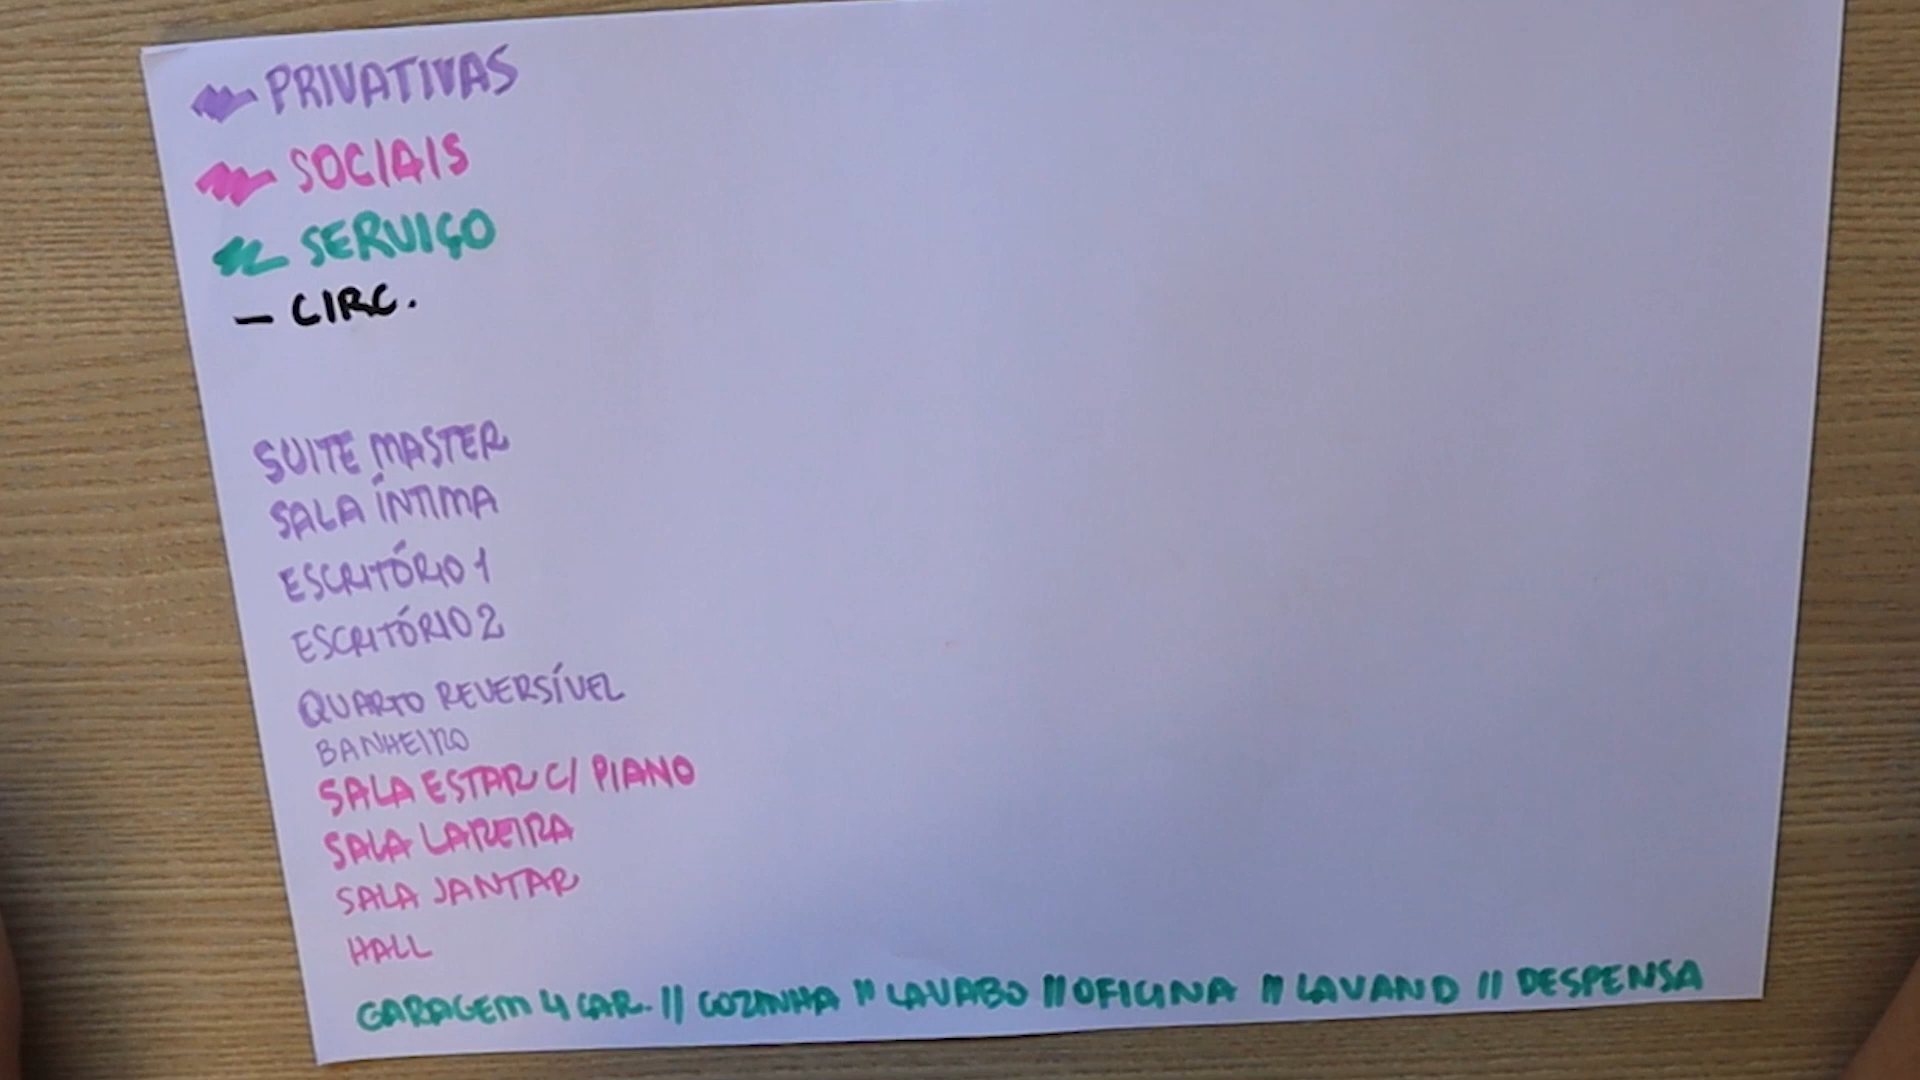 PRIVATIVAS
SOCIAIS
SERVIÇO
- CIRC.
SUITE MASTER
SALA ÍNTIMA
ESCRITÓRIO 1
ESCRITÓRIO 2
QUARTO REVERSÍVEL
BANHEIRO
SALA ESTAR C/ PIANO
SALA LAREIRA
SALA JANTAR
HALL
GARAGEM 4 CAR. // COZINHA // LAVABO // OFICINA // LAVAND // DESPENSA